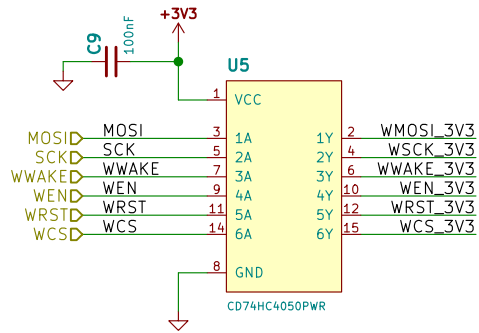 +3V3
C9
100nF
U5
1 VCC
MOSI MOSI 3 1A 1Y 2 WMOSI_3V3
SCK SCK 5 2A 2Y 4 WSCK_3V3
WWAKE WWAKE 7 3A 3Y 6 WWAKE_3V3
WEN WEN 9 4A 4Y 10 WEN_3V3
WRST WRST 11 5A 5Y 12 WRST_3V3
WCS WCS 14 6A 6Y 15 WCS_3V3
8 GND
CD74HC4050PWR